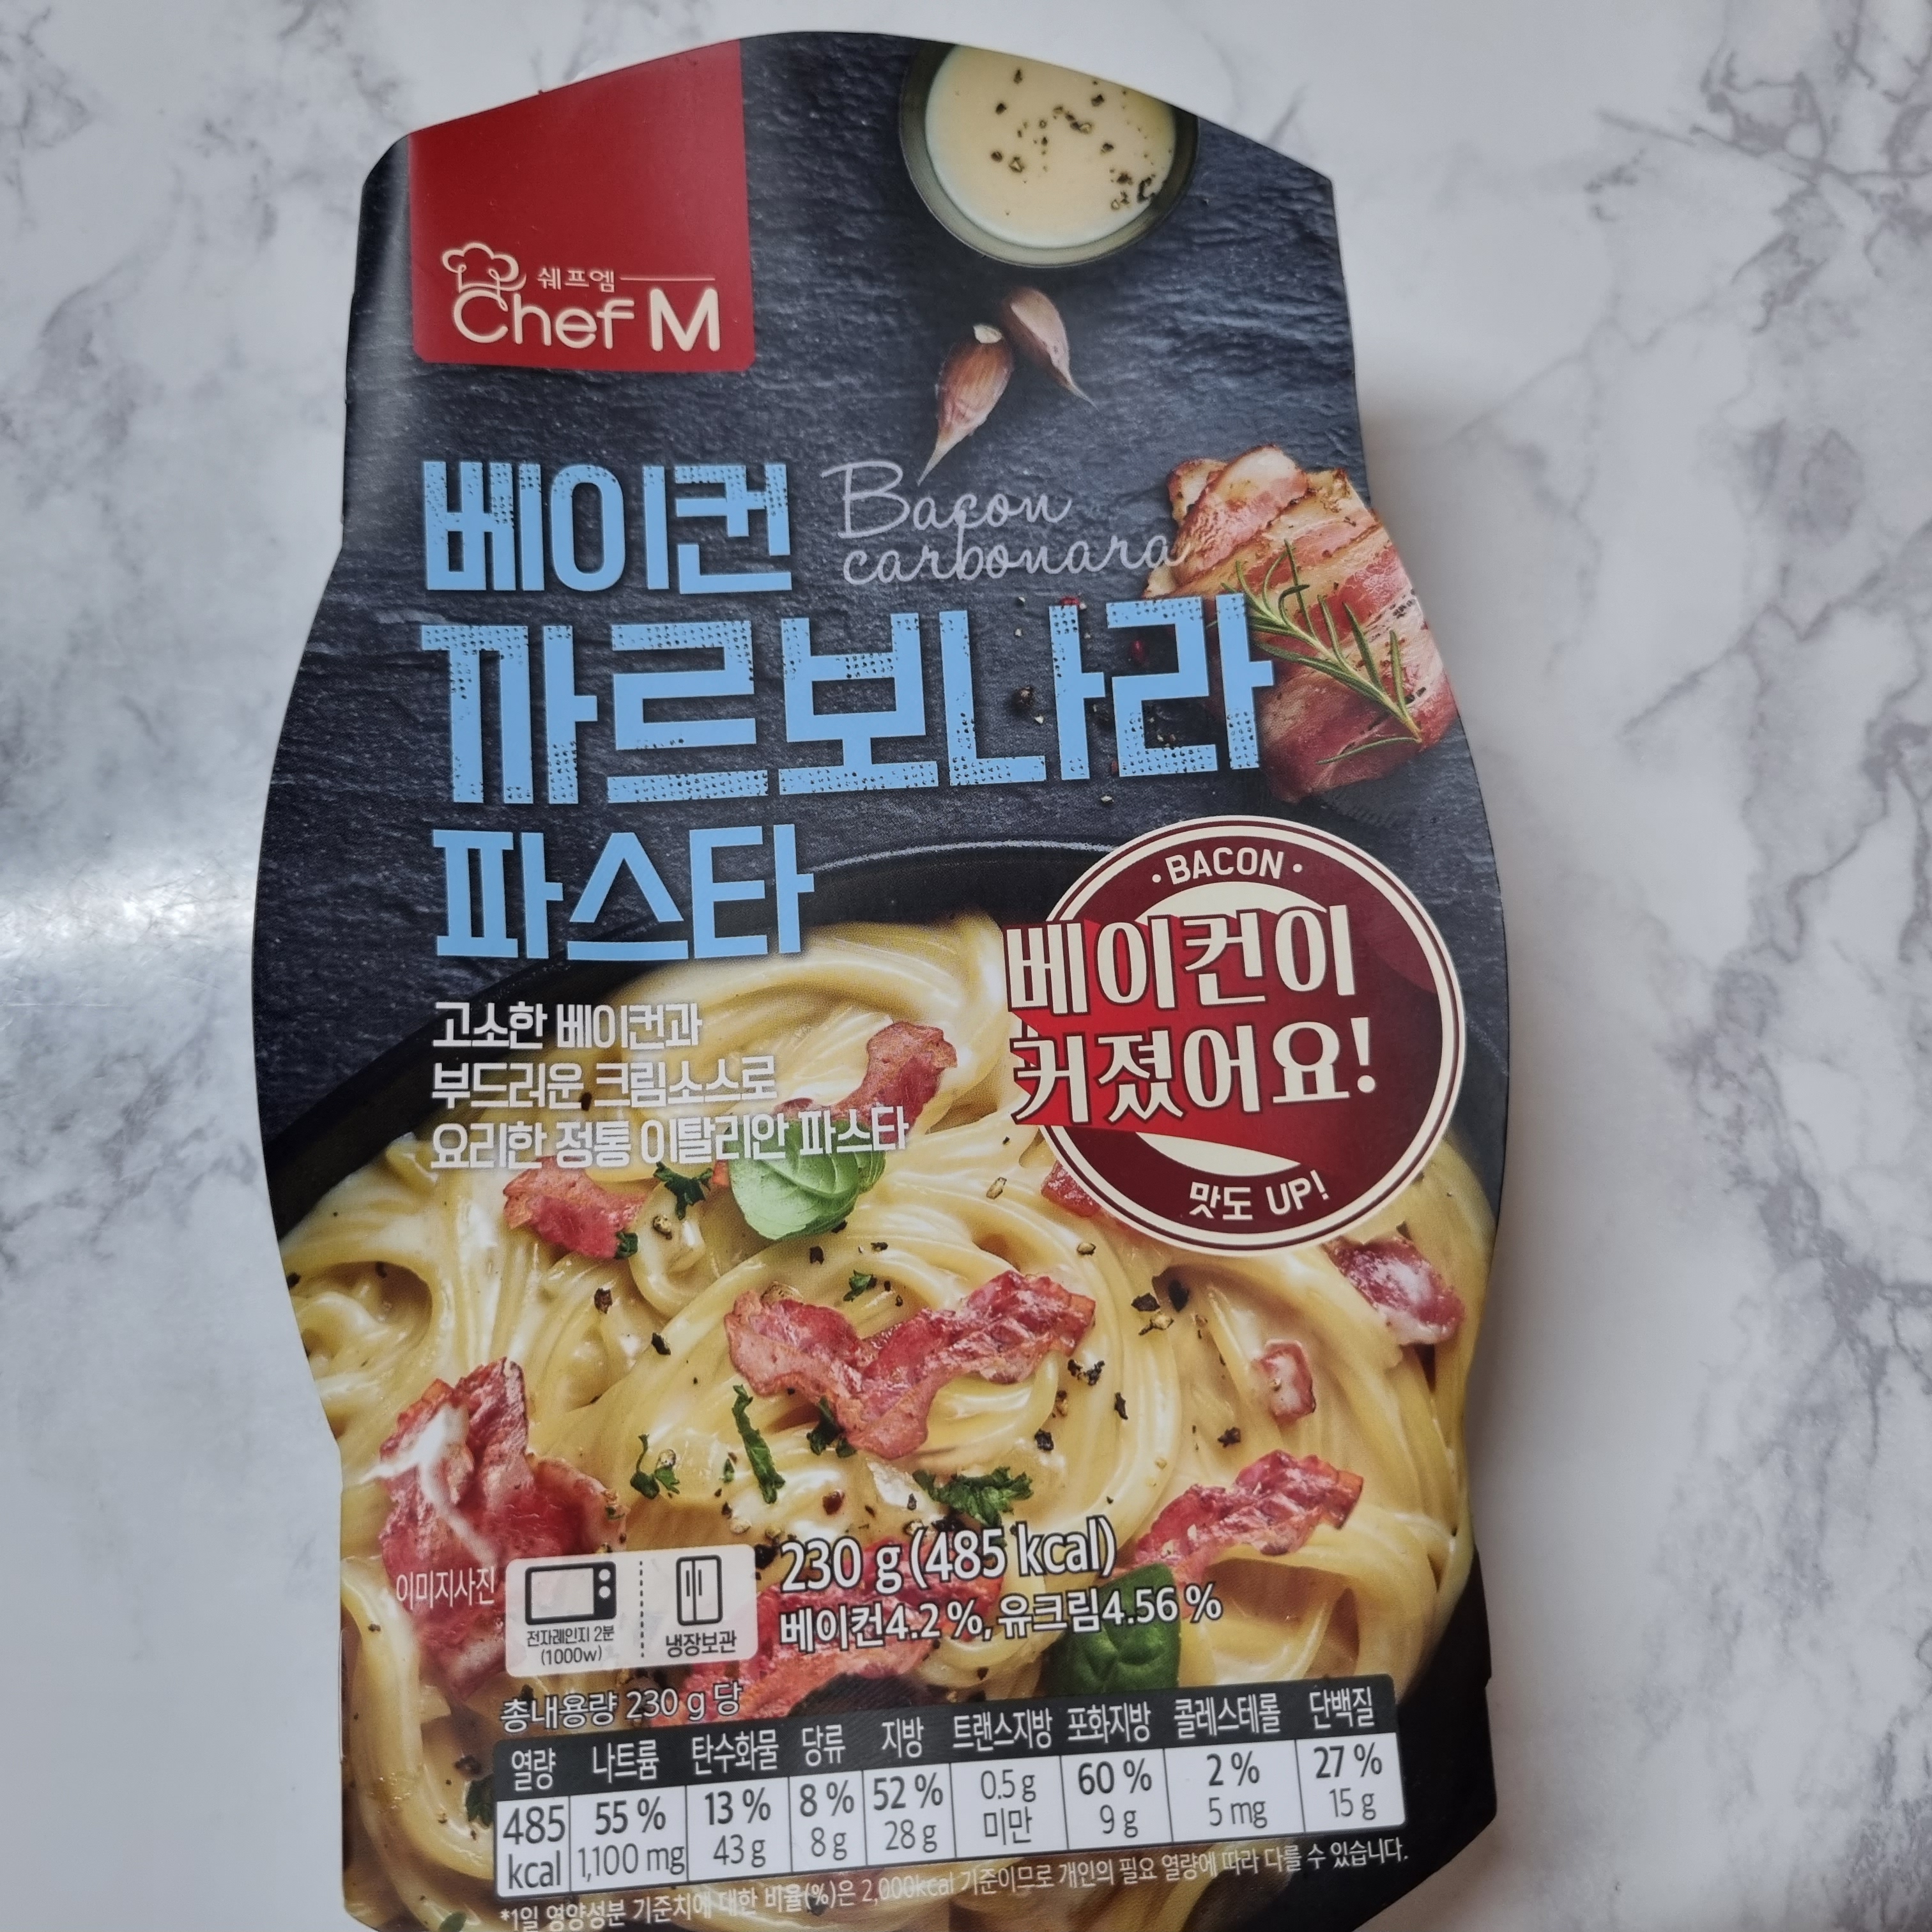 쉐프엠
Chef M
베이컨
Bacon
carbonara
까르보나라
파스타
고소한 베이컨과
부드러운 크림소스로
요리한 정통 이탈리안 파스타
· BACON ·
베이컨이
커졌어요!
맛도 UP!
이미지사진
전자레인지 2분
(1000w)
냉장보관
230 g (485 kcal)
베이컨4.2 %, 유크림4.56 %
총내용량 230 g 당
열량 나트륨 탄수화물 당류 지방 트랜스지방 포화지방 콜레스테롤 단백질
485 kcal 55 % 1,100 mg 13 % 43 g 8 % 8 g 52 % 28 g 0.5 g 미만 60 % 9 g 2 % 5 mg 27 % 15 g
*1일 영양성분 기준치에 대한 비율(%)은 2,000kcal 기준이므로 개인의 필요 열량에 따라 다를 수 있습니다.